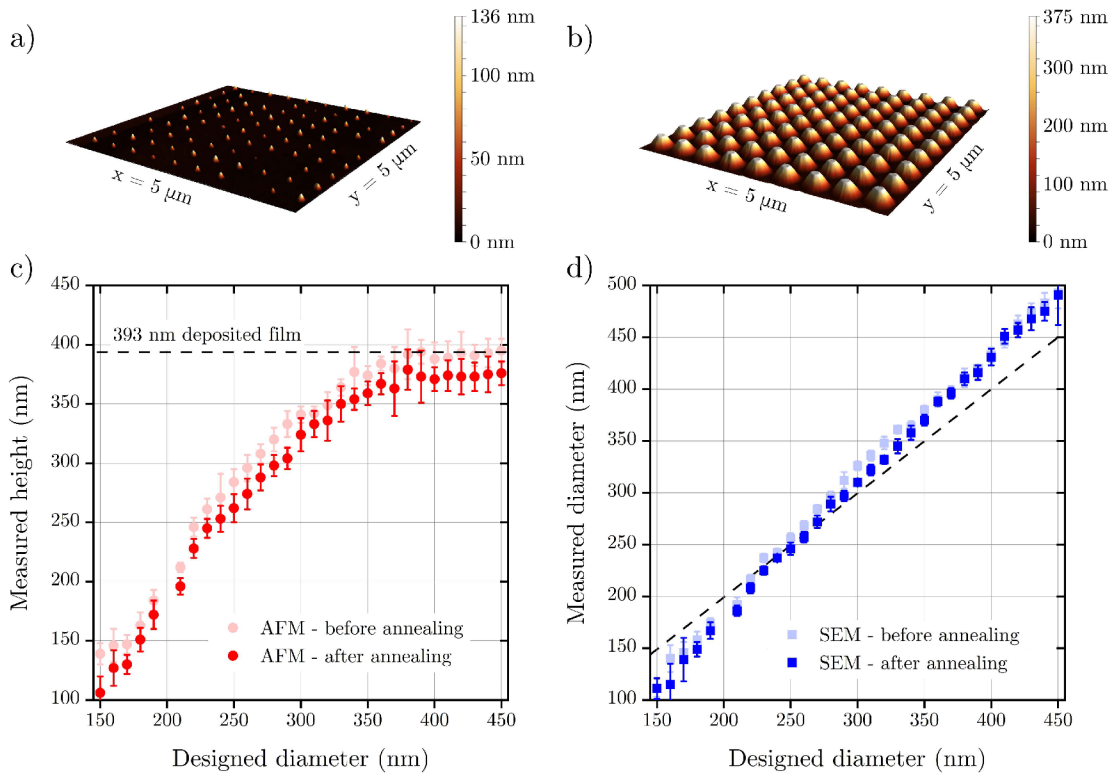 a)
136 nm
100 nm
50 nm
0 nm
x = 5 µm
y = 5 µm
b)
375 nm
300 nm
200 nm
100 nm
0 nm
x = 5 µm
y = 5 µm
c)
450
400
350
300
250
200
150
100
Measured height (nm)
393 nm deposited film
AFM - before annealing
AFM - after annealing
150 200 250 300 350 400 450
Designed diameter (nm)
d)
500
450
400
350
300
250
200
150
100
Measured diameter (nm)
SEM - before annealing
SEM - after annealing
150 200 250 300 350 400 450
Designed diameter (nm)